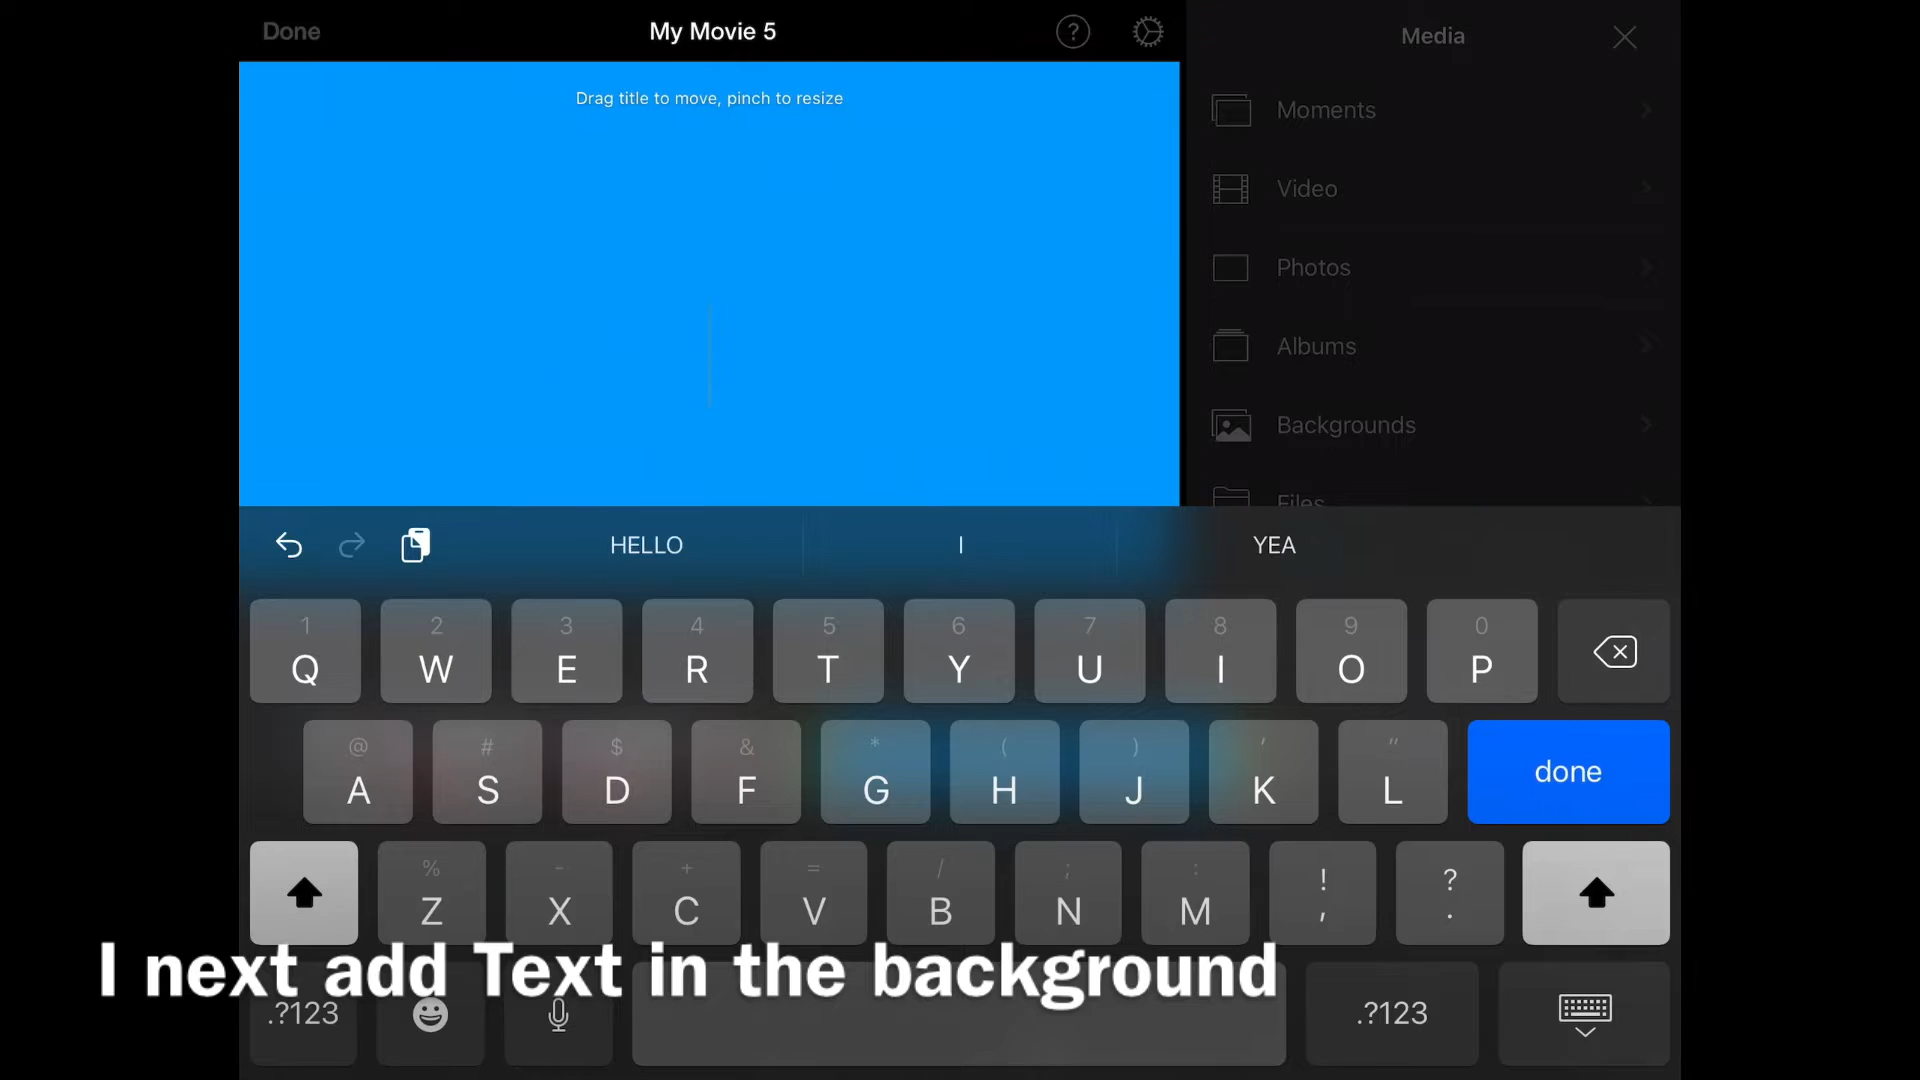 Done My Movie 5 ? Media
Drag title to move, pinch to resize
Moments
Video
Photos
Albums
Backgrounds
Files
HELLO I YEA
1 2 3 4 5 6 7 8 9 0
Q W E R T Y U I O P
@ # $ & * ( ) ' "
A S D F G H J K L done
% - + = / ; : ! ?
Z X C V B N M , .
I next add Text in the background
.?123 .?123